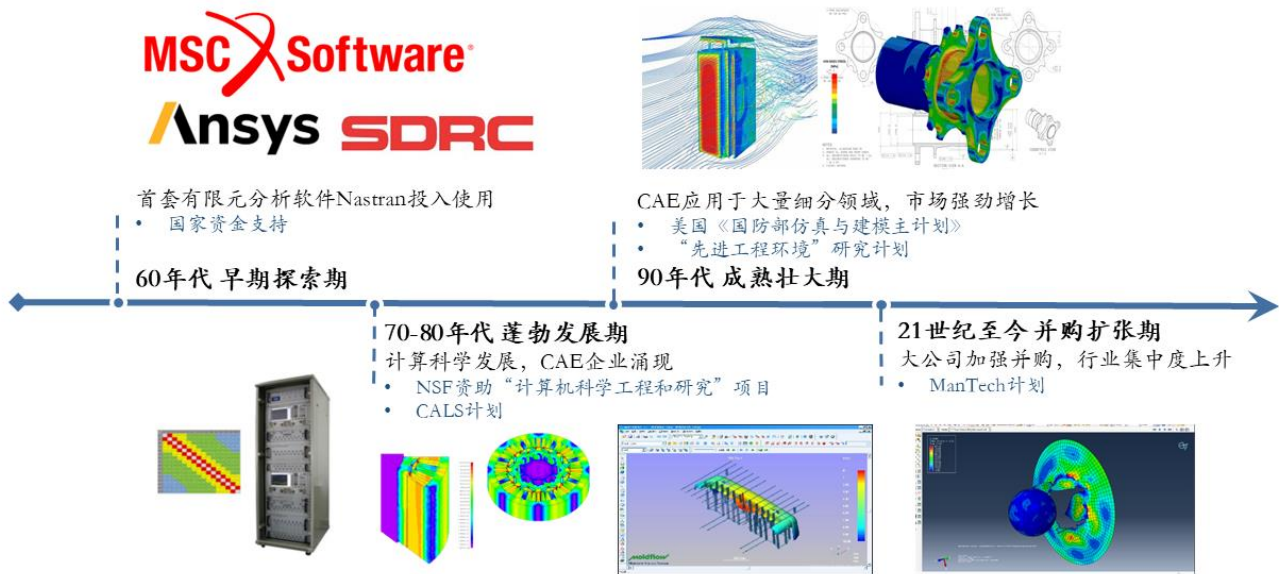 MSC Software
Ansys SDRC
首套有限元分析软件Nastran投入使用
• 国家资金支持
60年代 早期探索期
CAE应用于大量细分领域，市场强劲增长
• 美国《国防部仿真与建模主计划》
• “先进工程环境”研究计划
90年代 成熟壮大期
70-80年代 蓬勃发展期
计算科学发展，CAE企业涌现
• NSF资助“计算机科学工程和研究”项目
• CALS计划
21世纪至今 并购扩张期
大公司加强并购，行业集中度上升
• ManTech计划
moldflow